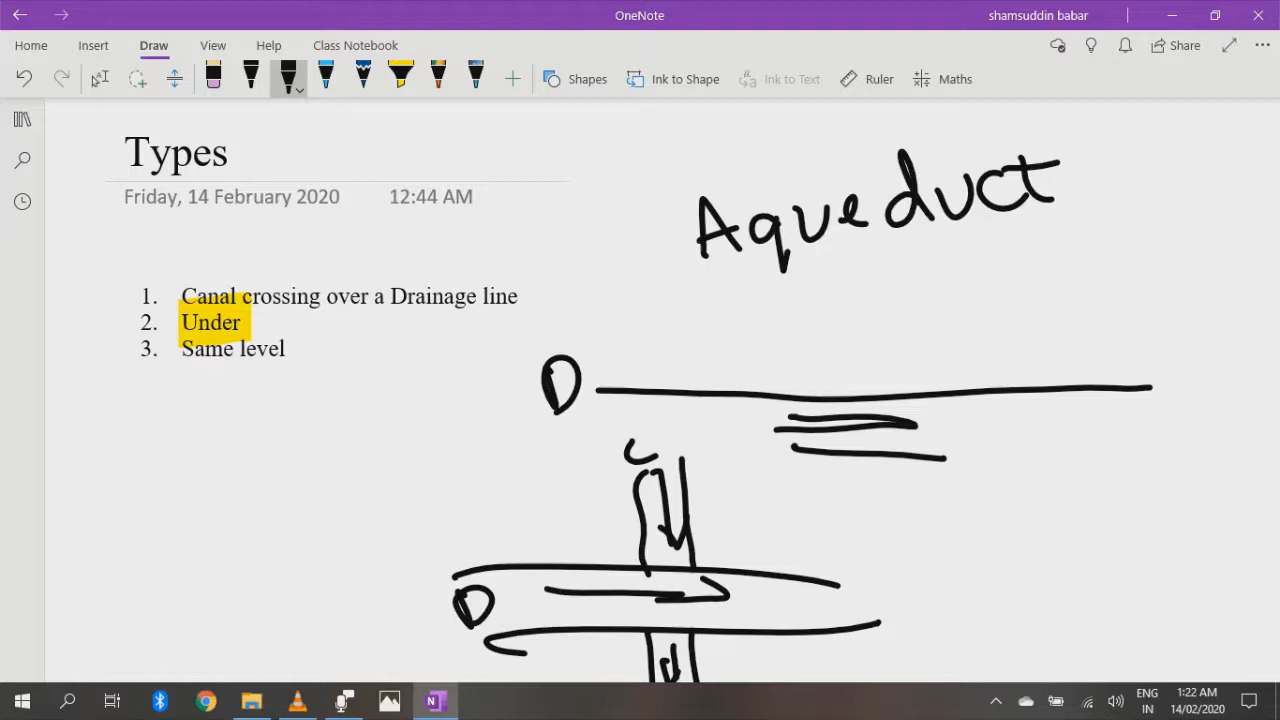 OneNote
shamsuddin babar
Home Insert Draw View Help Class Notebook
Share
Shapes Ink to Shape Ink to Text Ruler Maths
Types
Friday, 14 February 2020 12:44 AM
Aqueduct
1. Canal crossing over a Drainage line
2. Under
3. Same level
D
C
D
ENG 1:22 AM
IN 14/02/2020